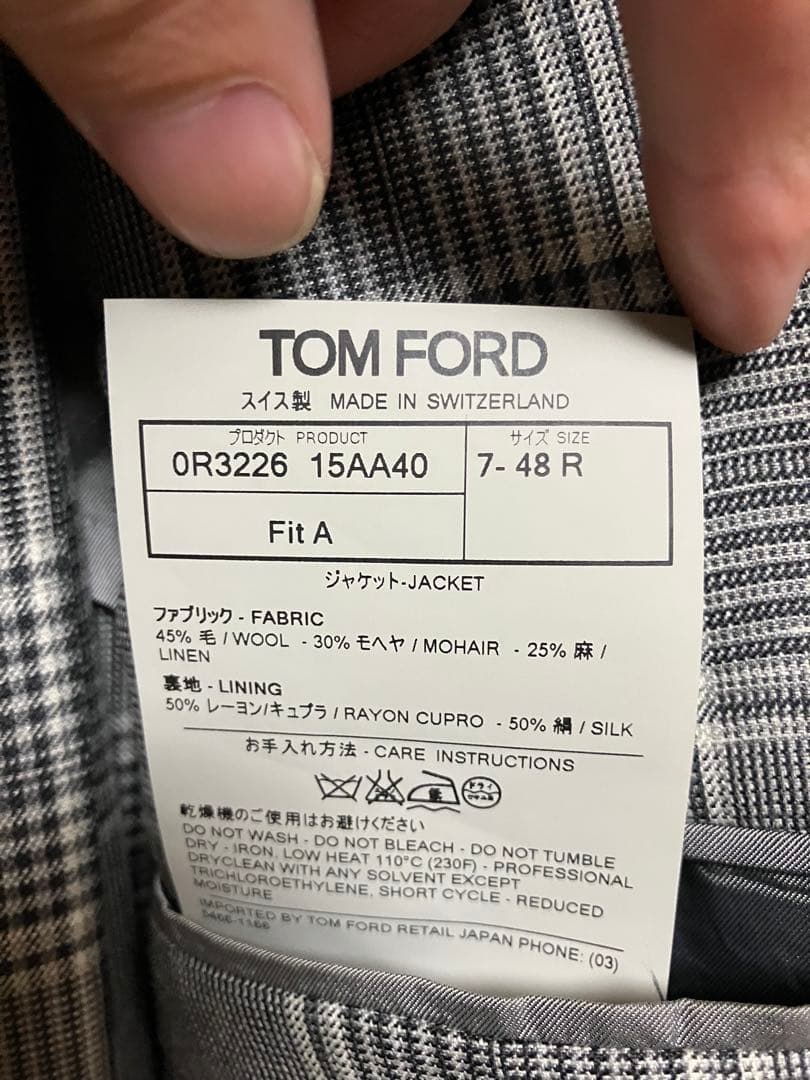 TOM FORD
スイス製 MADE IN SWITZERLAND
プロダクト PRODUCT
0R3226 15AA40
サイズ SIZE
7- 48 R
Fit A
ジャケット-JACKET
ファブリック - FABRIC
45% 毛 / WOOL - 30% モヘヤ / MOHAIR - 25% 麻 /
LINEN
裏地 - LINING
50% レーヨン/キュプラ / RAYON CUPRO - 50% 絹 / SILK
お手入れ方法 - CARE INSTRUCTIONS
ドライ
乾燥機のご使用はお避けください
DO NOT WASH - DO NOT BLEACH - DO NOT TUMBLE
DRY - IRON, LOW HEAT 110°C (230F) - PROFESSIONAL
DRYCLEAN WITH ANY SOLVENT EXCEPT
TRICHLOROETHYLENE, SHORT CYCLE - REDUCED
MOISTURE
IMPORTED BY TOM FORD RETAIL JAPAN PHONE: (03)
5466-1166